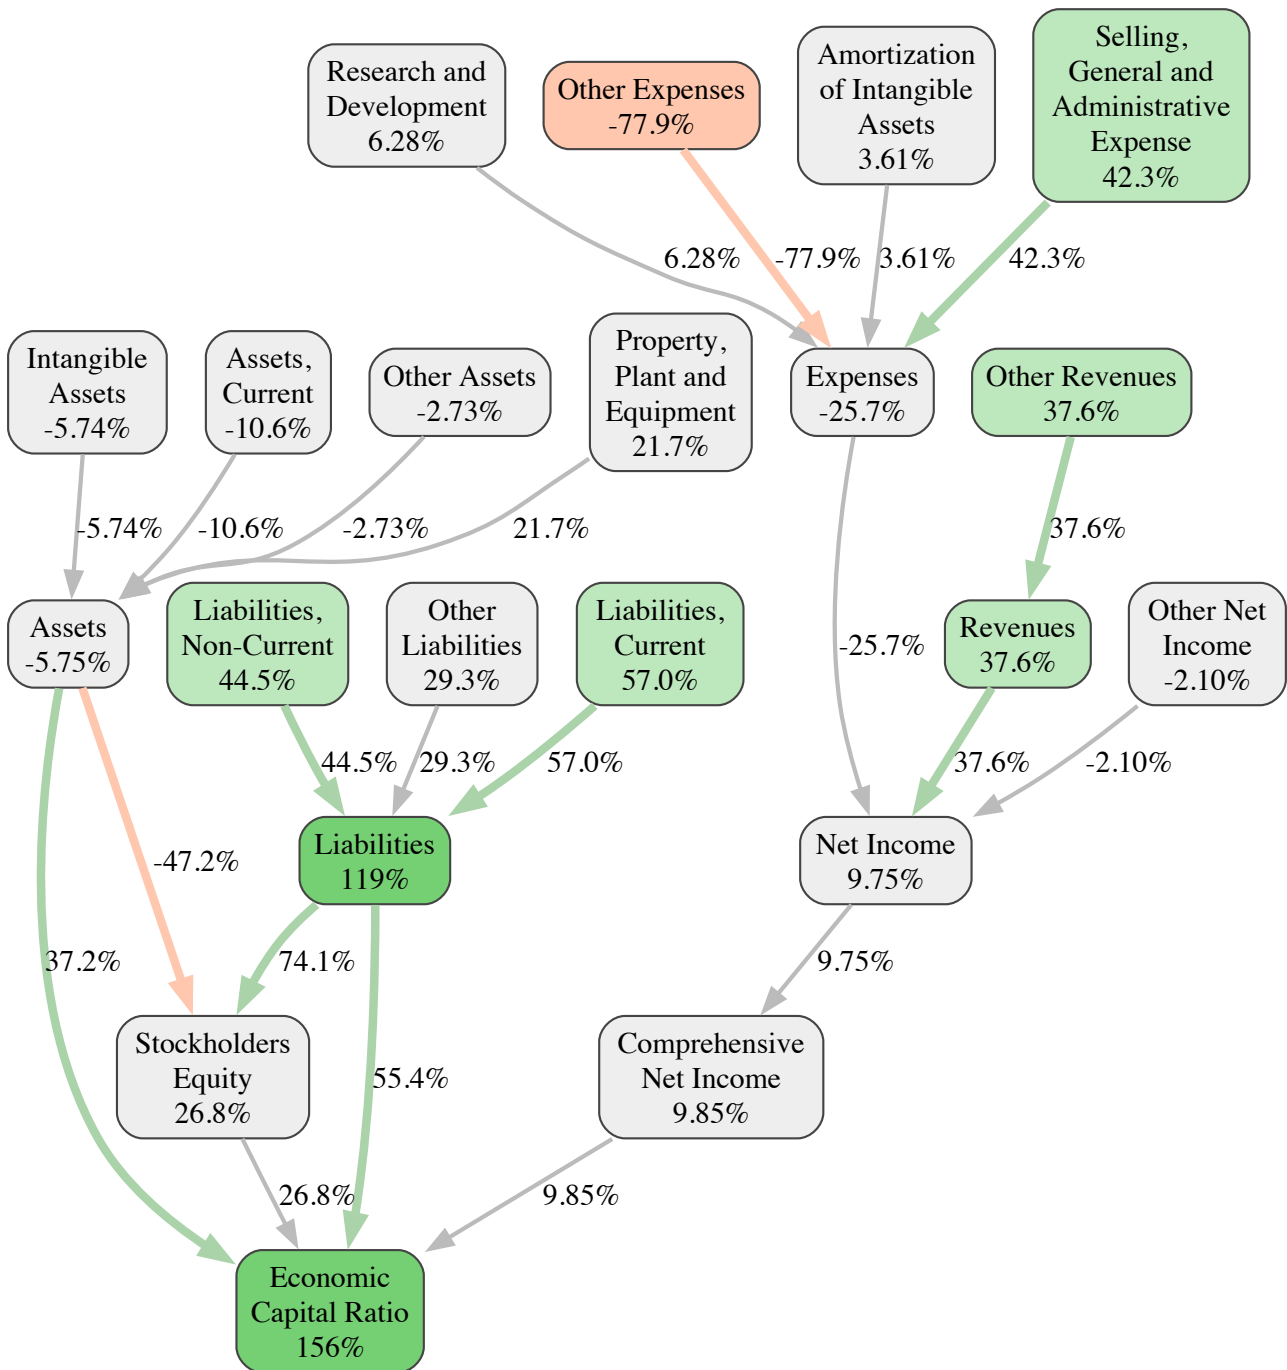 Research and
Development
6.28%
Other Expenses
-77.9%
Amortization
of Intangible
Assets
3.61%
Selling,
General and
Administrative
Expense
42.3%
6.28%
-77.9%
3.61%
42.3%
Intangible
Assets
-5.74%
Assets,
Current
-10.6%
Other Assets
-2.73%
Property,
Plant and
Equipment
21.7%
Expenses
-25.7%
Other Revenues
37.6%
-5.74%
-10.6%
-2.73%
21.7%
37.6%
Assets
-5.75%
Liabilities,
Non-Current
44.5%
Other
Liabilities
29.3%
Liabilities,
Current
57.0%
-25.7%
Revenues
37.6%
Other Net
Income
-2.10%
44.5%
29.3%
57.0%
37.6%
-2.10%
-47.2%
Liabilities
119%
Net Income
9.75%
37.2%
74.1%
9.75%
Stockholders
Equity
26.8%
55.4%
Comprehensive
Net Income
9.85%
26.8%
9.85%
Economic
Capital Ratio
156%